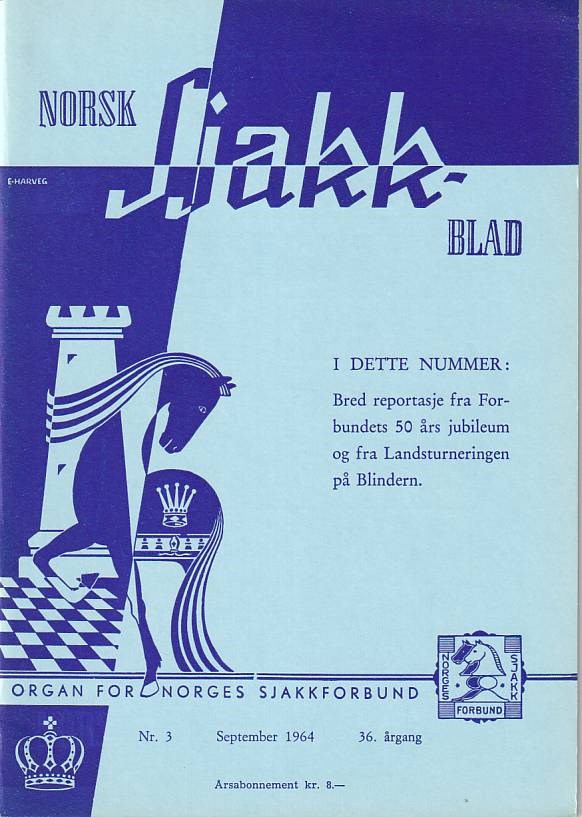 NORSK
Sjakk-
BLAD
E-HARVEG
I DETTE NUMMER:
Bred reportasje fra For-
bundets 50 års jubileum
og fra Landsturneringen
på Blindern.
ORGAN FOR NORGES SJAKKFORBUND
NORGES
SJAKK
FORBUND
Nr. 3 September 1964 36. årgang
Årsabonnement kr. 8.—